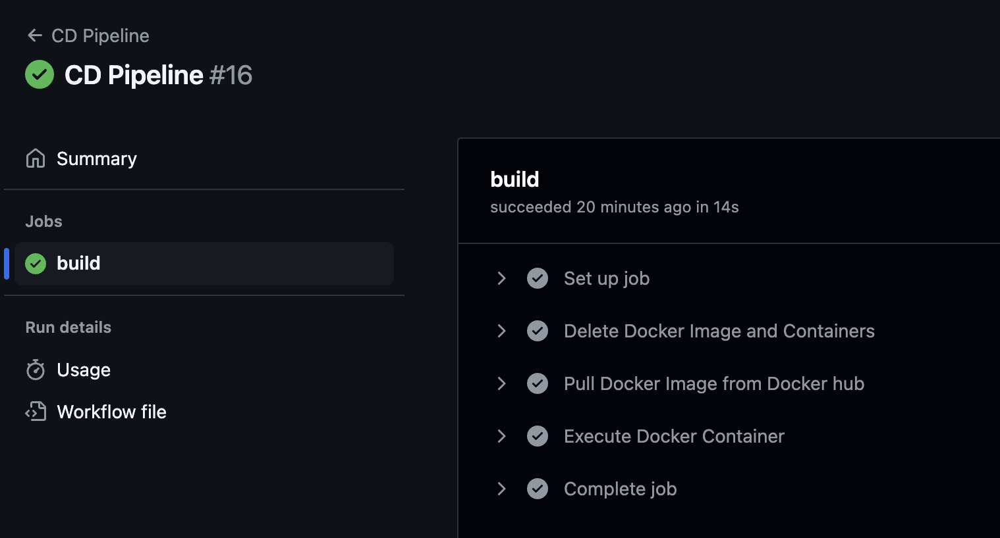 CD Pipeline
CD Pipeline #16
Summary
Jobs
build
Run details
Usage
Workflow file
build
succeeded 20 minutes ago in 14s
Set up job
Delete Docker Image and Containers
Pull Docker Image from Docker hub
Execute Docker Container
Complete job